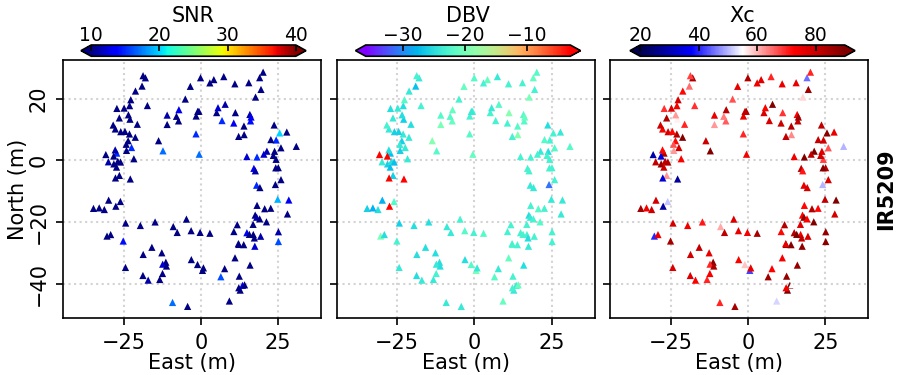 SNR DBV Xc
10 20 30 40 −30 −20 −10 20 40 60 80
20
0
−20
−40
North (m)
IR5209
−25 0 25 −25 0 25 −25 0 25
East (m) East (m) East (m)